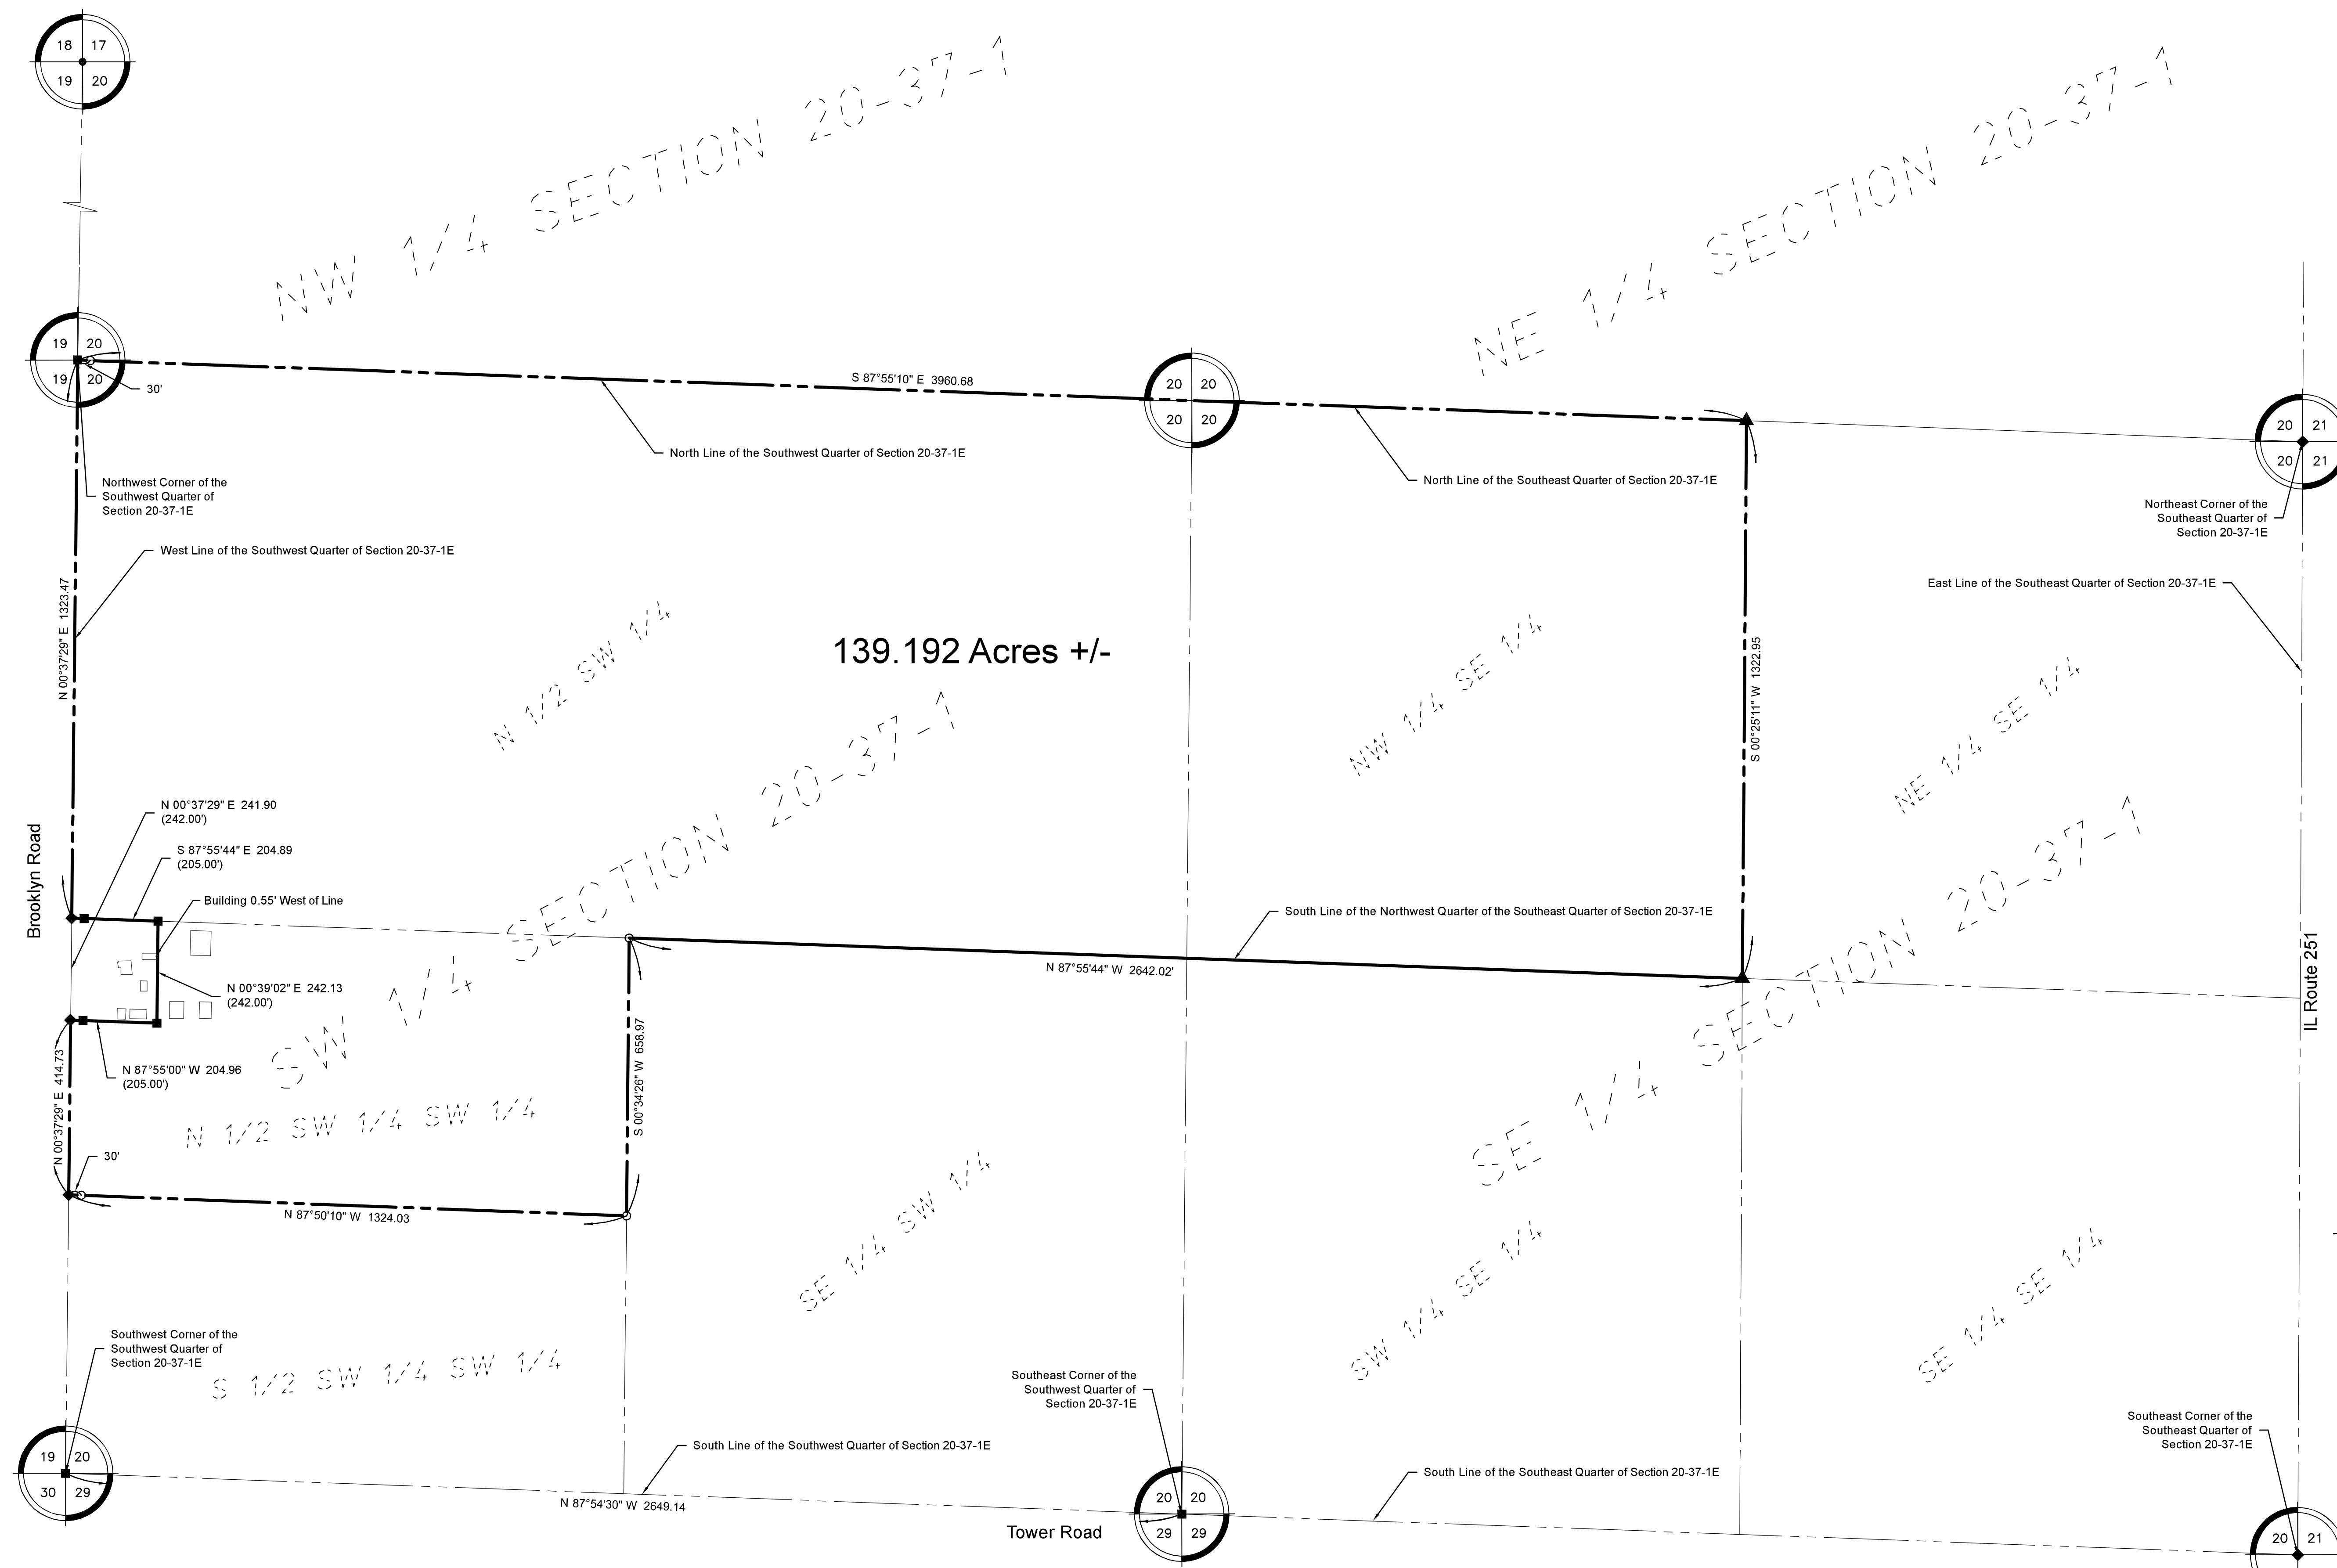 18 17
19 20
NW 1/4 SECTION 20-37-1
NE 1/4 SECTION 20-37-1
19 20
19 20
30'
S 87°55'10" E 3960.68
20 20
20 20
20 21
20 21
North Line of the Southwest Quarter of Section 20-37-1E
North Line of the Southeast Quarter of Section 20-37-1E
Northwest Corner of the
Southwest Quarter of
Section 20-37-1E
Northeast Corner of the
Southeast Quarter of
Section 20-37-1E
West Line of the Southwest Quarter of Section 20-37-1E
East Line of the Southeast Quarter of Section 20-37-1E
N 00°37'29" E 1323.47
N 1/2 SW 1/4
139.192 Acres +/-
NW 1/4 SE 1/4
S 00°25'11" W 1322.95
NE 1/4 SE 1/4
N 00°37'29" E 241.90
(242.00')
S 87°55'44" E 204.89
(205.00')
Brooklyn Road
Building 0.55' West of Line
SW 1/4 SECTION 20-37-1
South Line of the Northwest Quarter of the Southeast Quarter of Section 20-37-1E
N 87°55'44" W 2642.02'
SE 1/4 SECTION 20-37-1
IL Route 251
N 00°39'02" E 242.13
(242.00')
N 87°55'00" W 204.96
(205.00')
N 00°37'29" E 414.73
S 00°34'26" W 658.97
N 1/2 SW 1/4 SW 1/4
30'
N 87°50'10" W 1324.03
SE 1/4 SW 1/4
SW 1/4 SE 1/4
SE 1/4 SE 1/4
Southwest Corner of the
Southwest Quarter of
Section 20-37-1E
S 1/2 SW 1/4 SW 1/4
Southeast Corner of the
Southwest Quarter of
Section 20-37-1E
Southeast Corner of the
Southeast Quarter of
Section 20-37-1E
19 20
30 29
South Line of the Southwest Quarter of Section 20-37-1E
South Line of the Southeast Quarter of Section 20-37-1E
N 87°54'30" W 2649.14
Tower Road
20 20
29 29
20 21